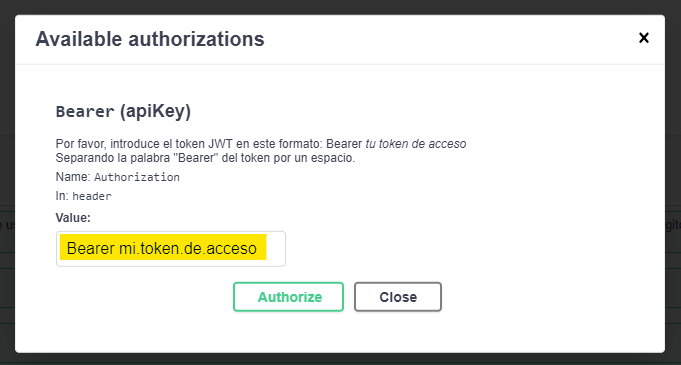 Available authorizations
Bearer (apiKey)
Por favor, introduce el token JWT en este formato: Bearer tu token de acceso
Separando la palabra "Bearer" del token por un espacio.
Name: Authorization
In: header
Value:
Bearer mi.token.de.acceso
Authorize Close